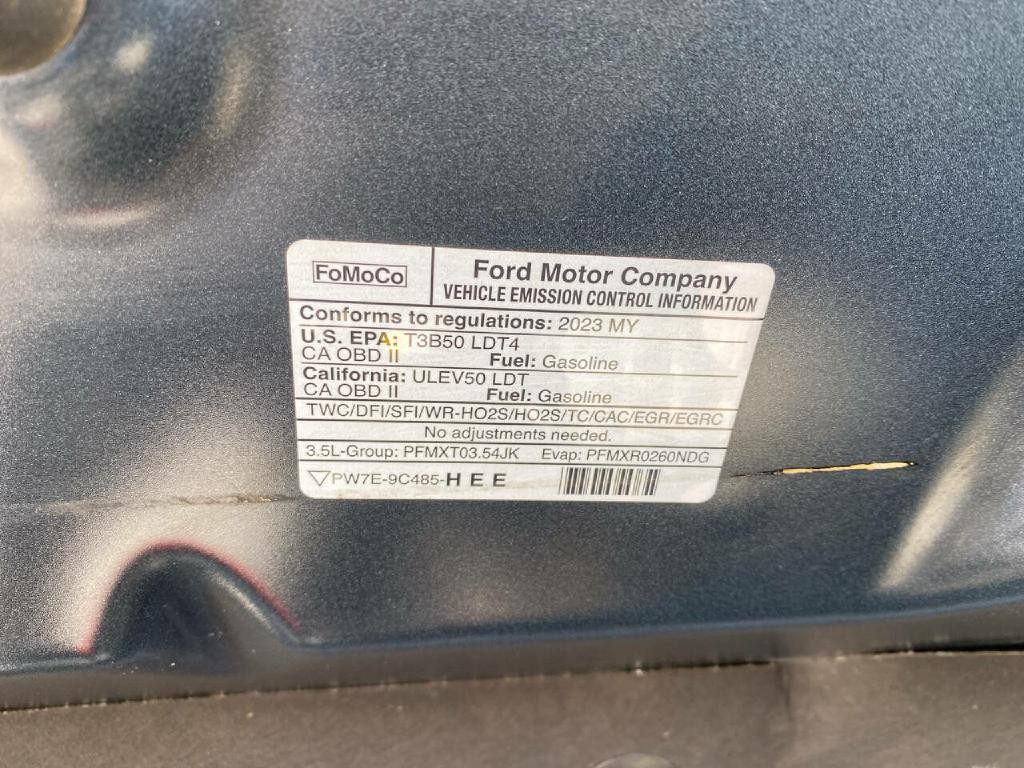 FoMoCo
Ford Motor Company
VEHICLE EMISSION CONTROL INFORMATION
Conforms to regulations: 2023 MY
U.S. EPA: T3B50 LDT4
CA OBD II Fuel: Gasoline
California: ULEV50 LDT
CA OBD II Fuel: Gasoline
TWC/DFI/SFI/WR-HO2S/HO2S/TC/CAC/EGR/EGRC
No adjustments needed.
3.5L-Group: PFMXT03.54JK Evap: PFMXR0260NDG
▽PW7E-9C485-HEE